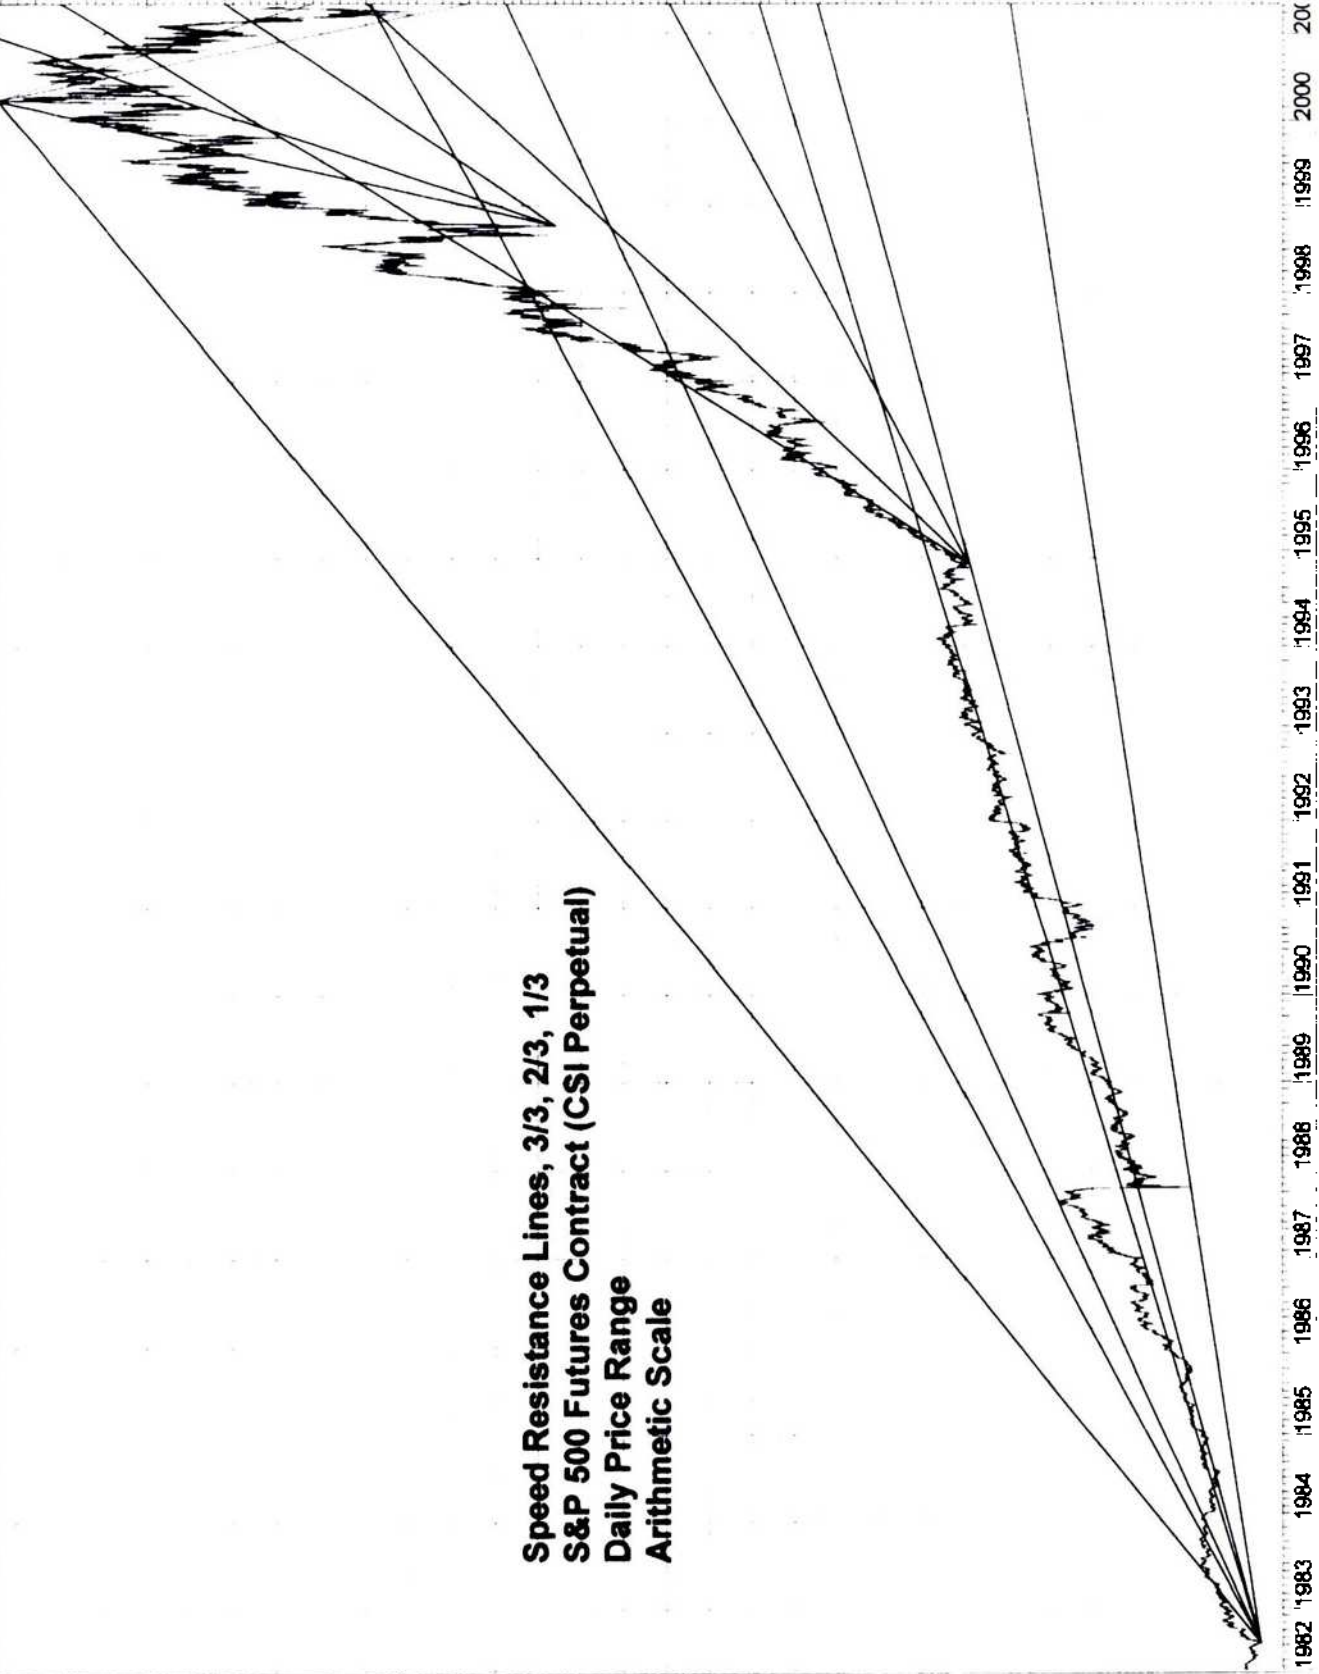 Speed Resistance Lines, 3/3, 2/3, 1/3
S&P 500 Futures Contract (CSI Perpetual)
Daily Price Range
Arithmetic Scale
1982 1983 1984 1985 1986 1987 1988 1989 1990 1991 1992 1993 1994 1995 1996 1997 1998 1999 2000